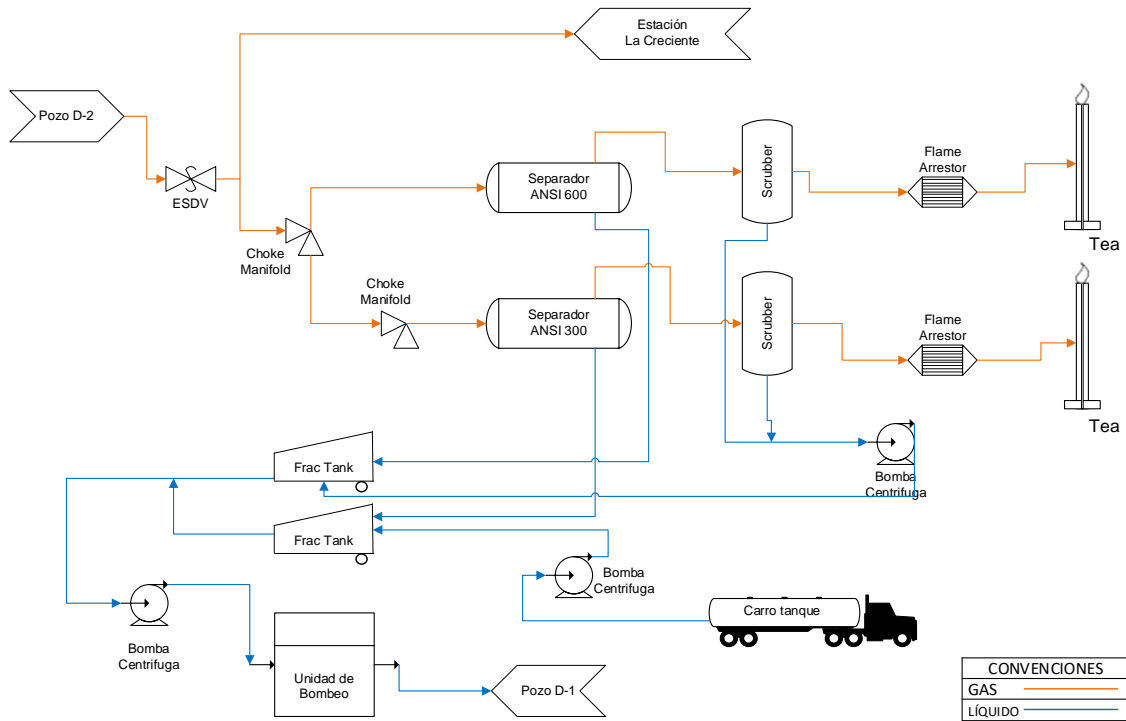 Estación
La Creciente
Pozo D-2
ESDV
Separador
ANSI 600
Scrubber
Flame
Arrestor
Tea
Choke
Manifold
Choke
Manifold
Separador
ANSI 300
Scrubber
Flame
Arrestor
Tea
Frac Tank
Bomba
Centrifuga
Frac Tank
Bomba
Centrifuga
Carro tanque
Bomba
Centrifuga
Unidad de
Bombeo
Pozo D-1
CONVENCIONES
GAS
LÍQUIDO